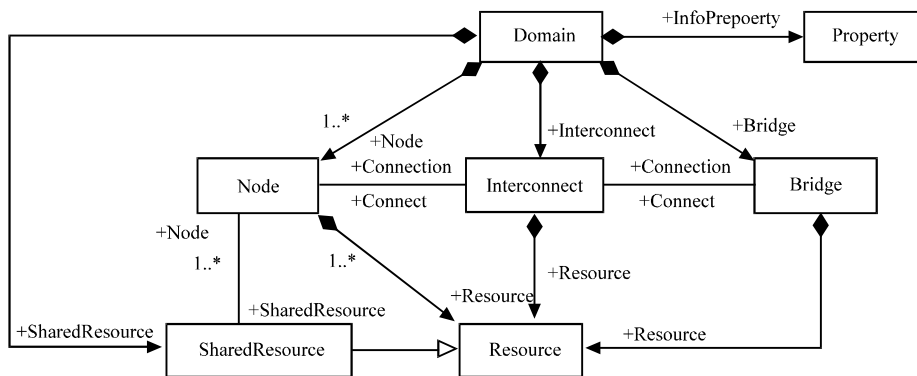 +InfoPrepoerty
Domain
Property
1..*
+Node
+Interconnect
+Bridge
+Connection
+Connection
Node
Interconnect
Bridge
+Connect
+Connect
+Node
1..*
1..*
+Resource
+Resource
+SharedResource
+SharedResource
+Resource
SharedResource
Resource